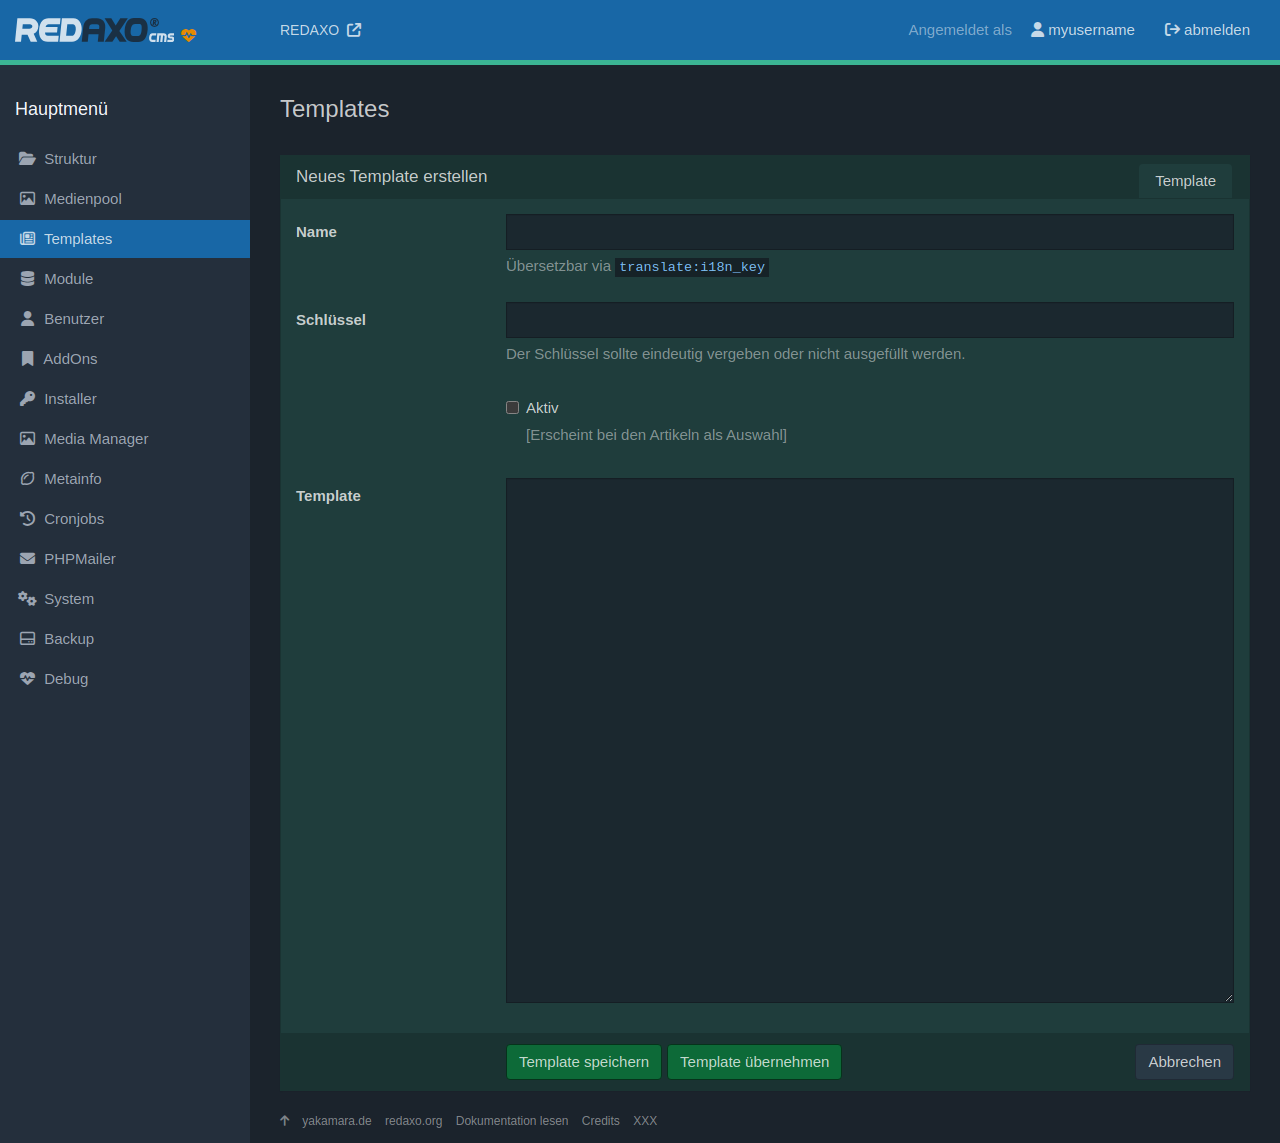 REDAXO® cms
REDAXO
Angemeldet als myusername abmelden
Hauptmenü
Struktur
Medienpool
Templates
Module
Benutzer
AddOns
Installer
Media Manager
Metainfo
Cronjobs
PHPMailer
System
Backup
Debug
Templates
Neues Template erstellen
Template
Name
Übersetzbar via translate:i18n_key
Schlüssel
Der Schlüssel sollte eindeutig vergeben oder nicht ausgefüllt werden.
Aktiv
[Erscheint bei den Artikeln als Auswahl]
Template
Template speichern Template übernehmen Abbrechen
yakamara.de redaxo.org Dokumentation lesen Credits XXX